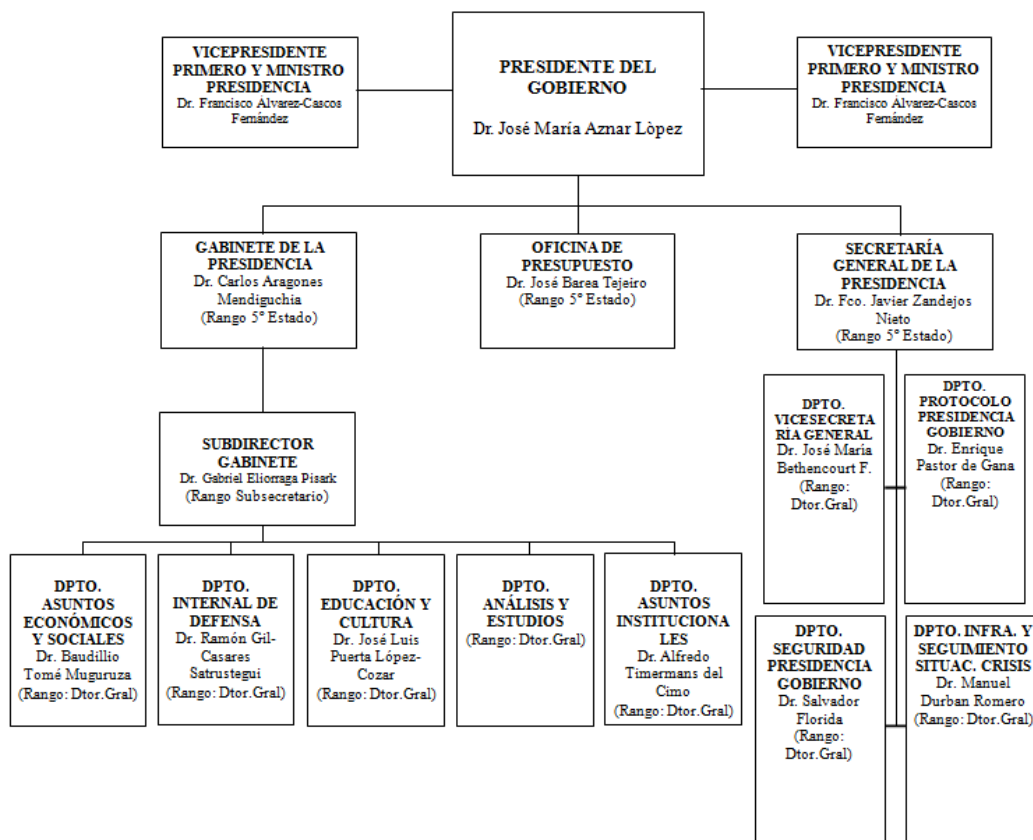 VICEPRESIDENTE
PRIMERO Y MINISTRO
PRESIDENCIA
Dr. Francisco Alvarez-Cascos
Fernández
PRESIDENTE DEL
GOBIERNO
Dr. José María Aznar Lòpez
VICEPRESIDENTE
PRIMERO Y MINISTRO
PRESIDENCIA
Dr. Francisco Alvarez-Cascos
Fernández
GABINETE DE LA
PRESIDENCIA
Dr. Carlos Aragones
Mendiguchia
(Rango 5º Estado)
OFICINA DE
PRESUPUESTO
Dr. José Barea Tejeiro
(Rango 5º Estado)
SECRETARÍA
GENERAL DE LA
PRESIDENCIA
Dr. Fco. Javier Zandejos
Nieto
(Rango 5º Estado)
SUBDIRECTOR
GABINETE
Dr. Gabriel Eliorraga Pisark
(Rango Subsecretario)
DPTO.
VICESECRETA
RÍA GENERAL
Dr. José María
Bethencourt F.
(Rango:
Dtor.Gral)
DPTO.
PROTOCOLO
PRESIDENCIA
GOBIERNO
Dr. Enrique
Pastor de Gana
(Rango:
Dtor.Gral)
DPTO.
ASUNTOS
ECONÓMICOS
Y SOCIALES
Dr. Baudillio
Tomé Muguruza
(Rango: Dtor.Gral)
DPTO.
INTERNAL DE
DEFENSA
Dr. Ramón Gil-
Casares
Satrustegui
(Rango: Dtor.Gral)
DPTO.
EDUCACIÓN Y
CULTURA
Dr. José Luis
Puerta López-
Cozar
(Rango: Dtor.Gral)
DPTO.
ANÁLISIS Y
ESTUDIOS
(Rango: Dtor.Gral)
DPTO.
ASUNTOS
INSTITUCIONA
LES
Dr. Alfredo
Timermans del
Cimo
(Rango: Dtor.Gral)
DPTO.
SEGURIDAD
PRESIDENCIA
GOBIERNO
Dr. Salvador
Florida
(Rango:
Dtor.Gral)
DPTO. INFRA. Y
SEGUIMIENTO
SITUAC. CRISIS
Dr. Manuel
Durban Romero
(Rango: Dtor.Gral)